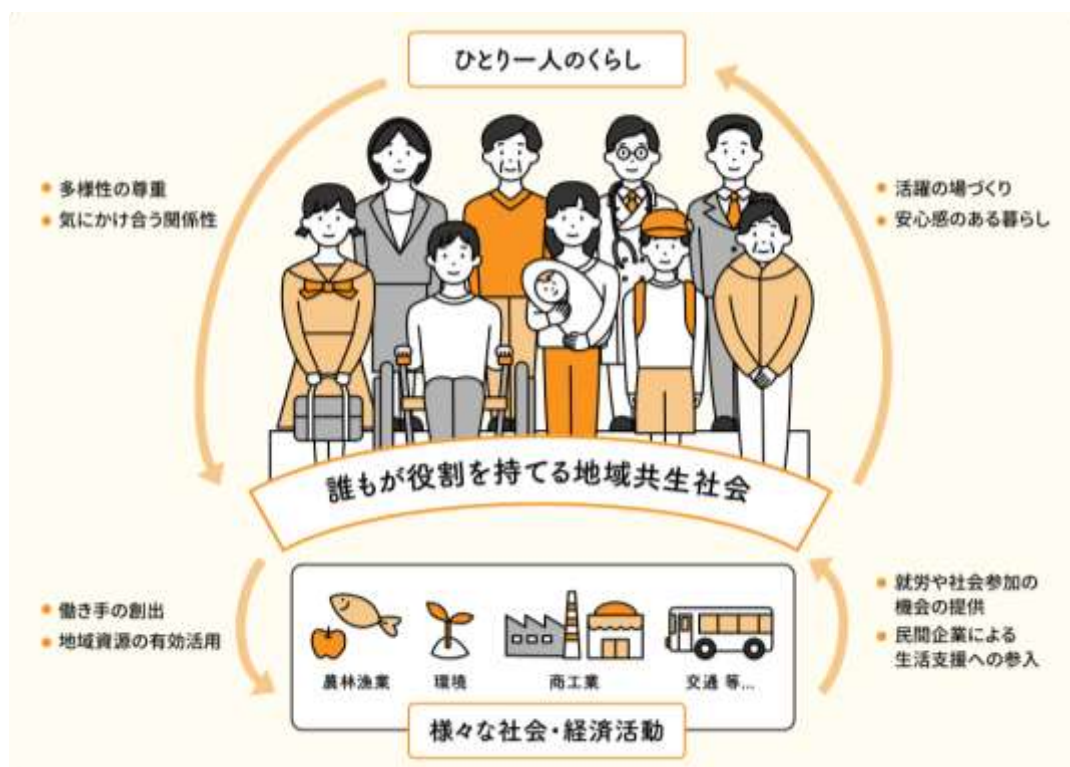 ひとり一人のくらし
● 多様性の尊重
● 気にかけ合う関係性
● 活躍の場づくり
● 安心感のある暮らし
誰もが役割を持てる地域共生社会
● 働き手の創出
● 地域資源の有効活用
● 就労や社会参加の
機会の提供
● 民間企業による
生活支援への参入
農林漁業 環境 商工業 交通 等...
様々な社会・経済活動